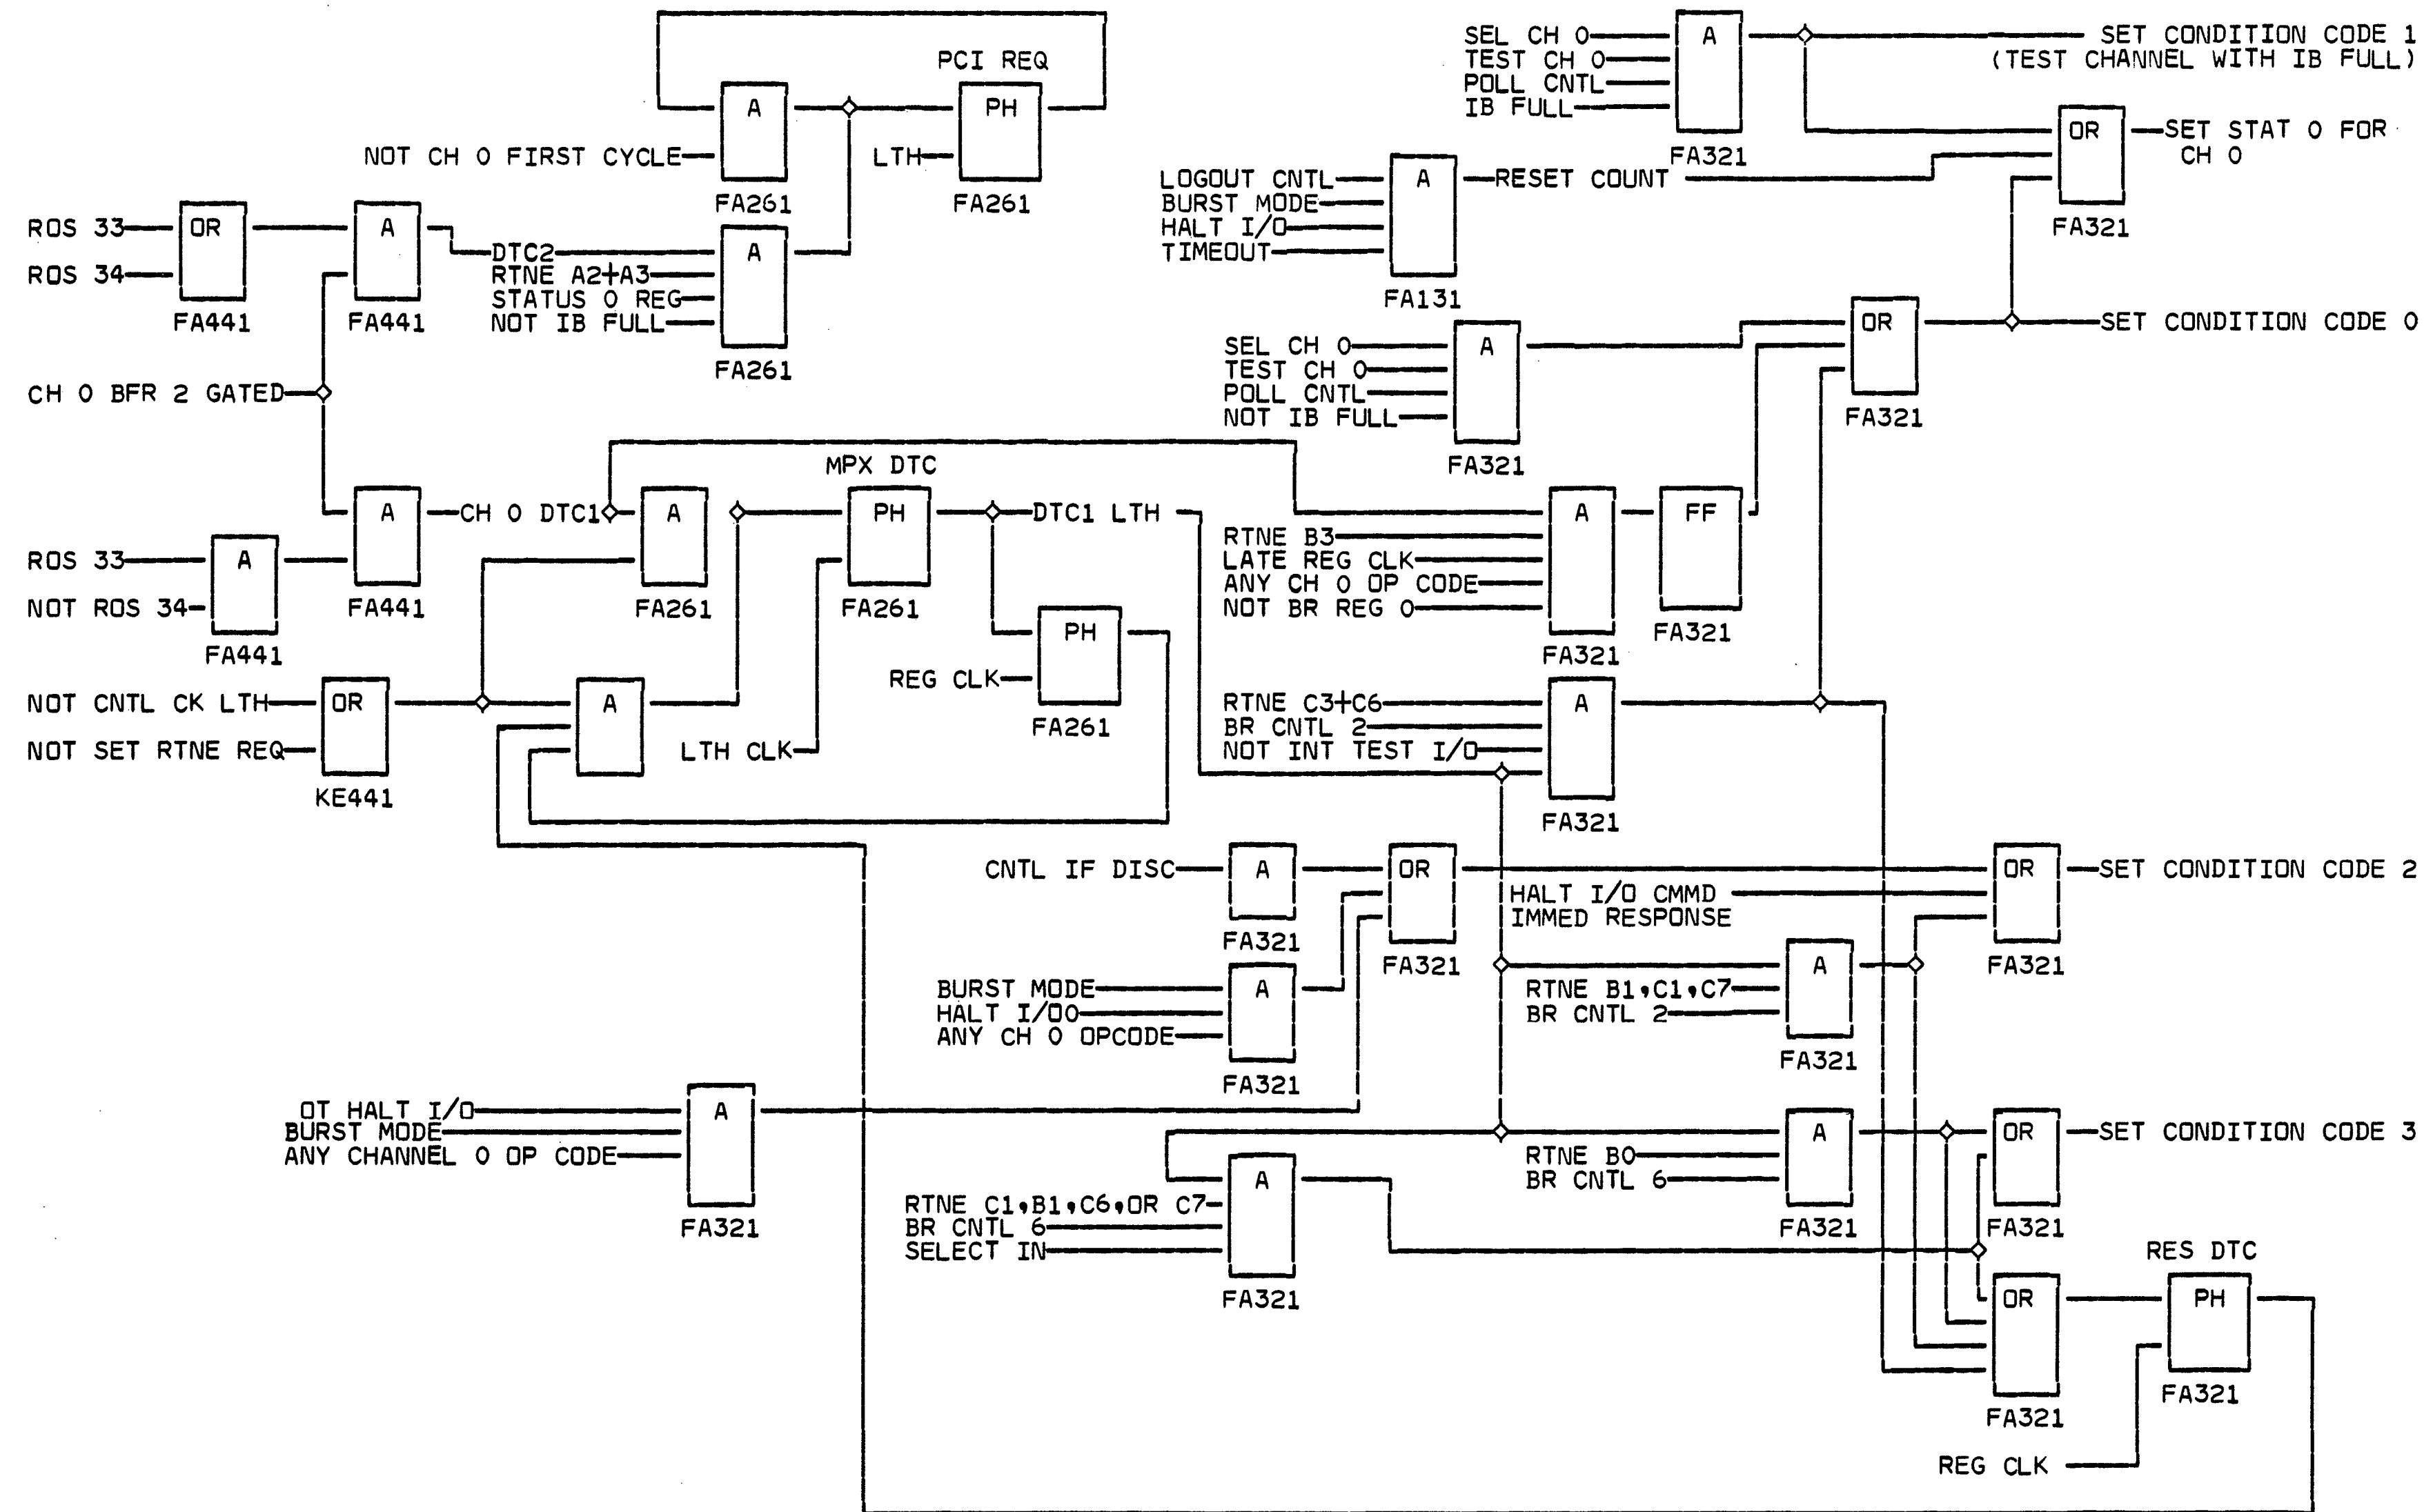 PCI REQ
A
PH
NOT CH 0 FIRST CYCLE
LTH
FA261
FA261
ROS 33
OR
A
ROS 34
FA441
FA441
DTC2
RTNE A2+A3
STATUS 0 REG
NOT IB FULL
A
FA261
CH 0 BFR 2 GATED
SEL CH 0
TEST CH 0
POLL CNTL
IB FULL
A
FA321
SET CONDITION CODE 1
(TEST CHANNEL WITH IB FULL)
OR
SET STAT 0 FOR
CH 0
FA321
LOGOUT CNTL
BURST MODE
HALT I/O
TIMEOUT
A
RESET COUNT
FA131
SEL CH 0
TEST CH 0
POLL CNTL
NOT IB FULL
A
FA321
OR
SET CONDITION CODE 0
FA321
MPX DTC
A
CH 0 DTC1
A
PH
DTC1 LTH
ROS 33
A
NOT ROS 34
FA441
FA441
FA261
FA261
PH
REG CLK
FA261
NOT CNTL CK LTH
OR
NOT SET RTNE REQ
KE441
A
LTH CLK
RTNE B3
LATE REG CLK
ANY CH 0 OP CODE
NOT BR REG 0
A
FF
FA321
FA321
RTNE C3+C6
BR CNTL 2
NOT INT TEST I/O
A
FA321
CNTL IF DISC
A
FA321
OR
FA321
HALT I/O CMMD
IMMED RESPONSE
OR
SET CONDITION CODE 2
FA321
BURST MODE
HALT I/OO
ANY CH 0 OPCODE
A
FA321
RTNE B1,C1,C7
BR CNTL 2
A
FA321
OT HALT I/O
BURST MODE
ANY CHANNEL 0 OP CODE
A
FA321
RTNE B0
BR CNTL 6
A
FA321
OR
SET CONDITION CODE 3
FA321
RTNE C1,B1,C6,OR C7
BR CNTL 6
SELECT IN
A
FA321
RES DTC
OR
PH
FA321
FA321
REG CLK